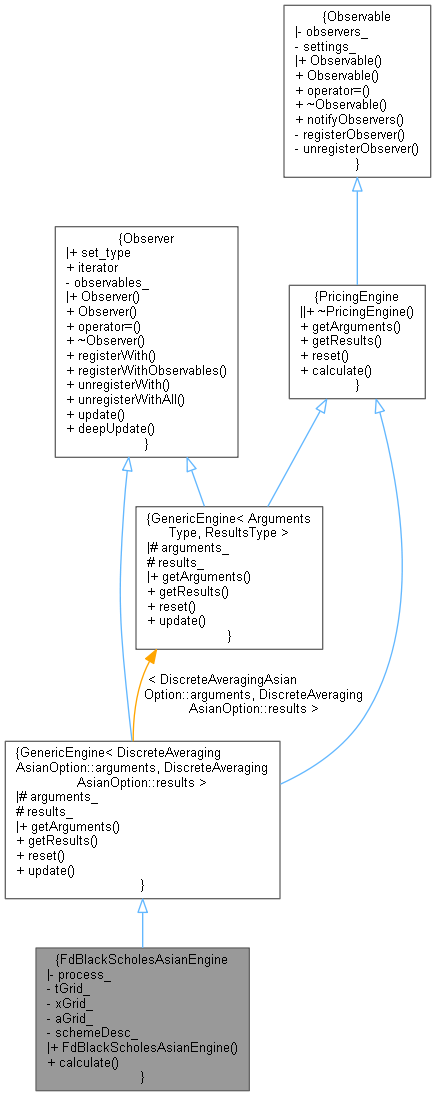 {Observable
|- observers_
- settings_
|+ Observable()
+ Observable()
+ operator=()
+ ~Observable()
+ notifyObservers()
- registerObserver()
- unregisterObserver()
}
{Observer
|+ set_type
+ iterator
- observables_
|+ Observer()
+ Observer()
+ operator=()
+ ~Observer()
+ registerWith()
+ registerWithObservables()
+ unregisterWith()
+ unregisterWithAll()
+ update()
+ deepUpdate()
}
{PricingEngine
||+ ~PricingEngine()
+ getArguments()
+ getResults()
+ reset()
+ calculate()
}
{GenericEngine< Arguments
Type, ResultsType >
|# arguments_
# results_
|+ getArguments()
+ getResults()
+ reset()
+ update()
}
< DiscreteAveragingAsian
Option::arguments, DiscreteAveraging
AsianOption::results >
{GenericEngine< DiscreteAveraging
AsianOption::arguments, DiscreteAveraging
AsianOption::results >
|# arguments_
# results_
|+ getArguments()
+ getResults()
+ reset()
+ update()
}
{FdBlackScholesAsianEngine
|- process_
- tGrid_
- xGrid_
- aGrid_
- schemeDesc_
|+ FdBlackScholesAsianEngine()
+ calculate()
}